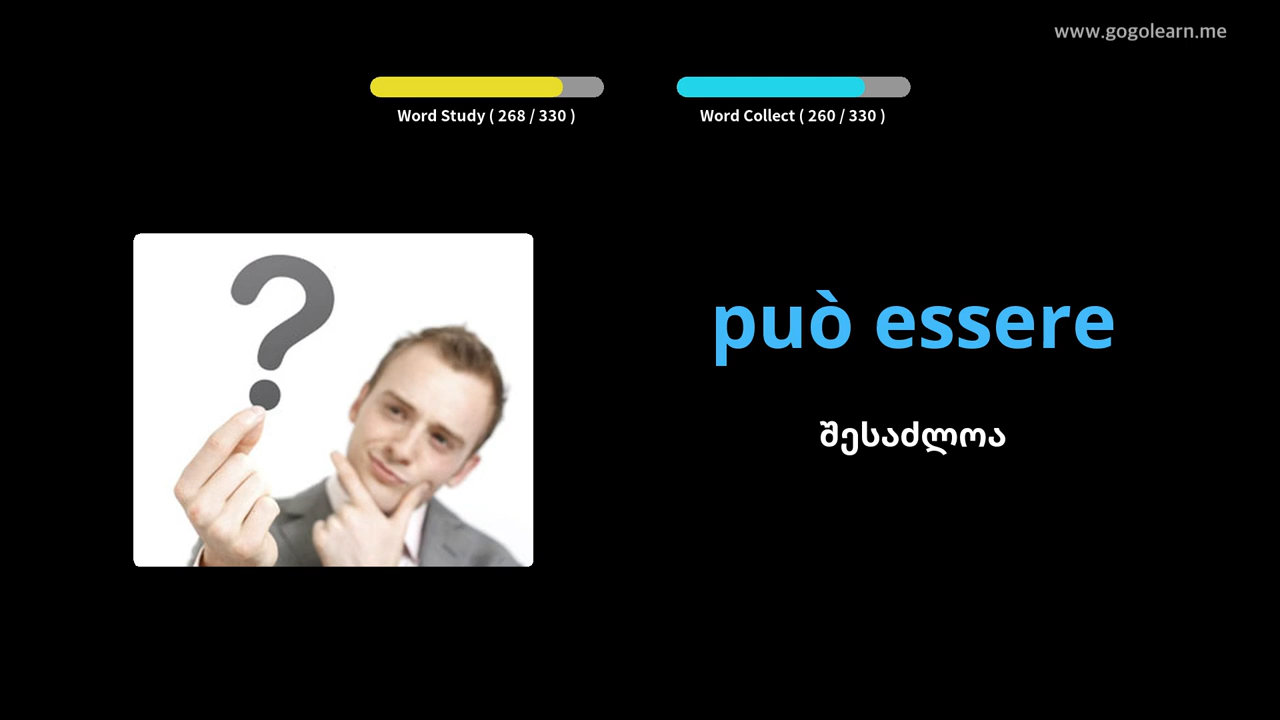 www.gogolearn.me
Word Study ( 268 / 330 )
Word Collect ( 260 / 330 )
può essere
შესაძლოა